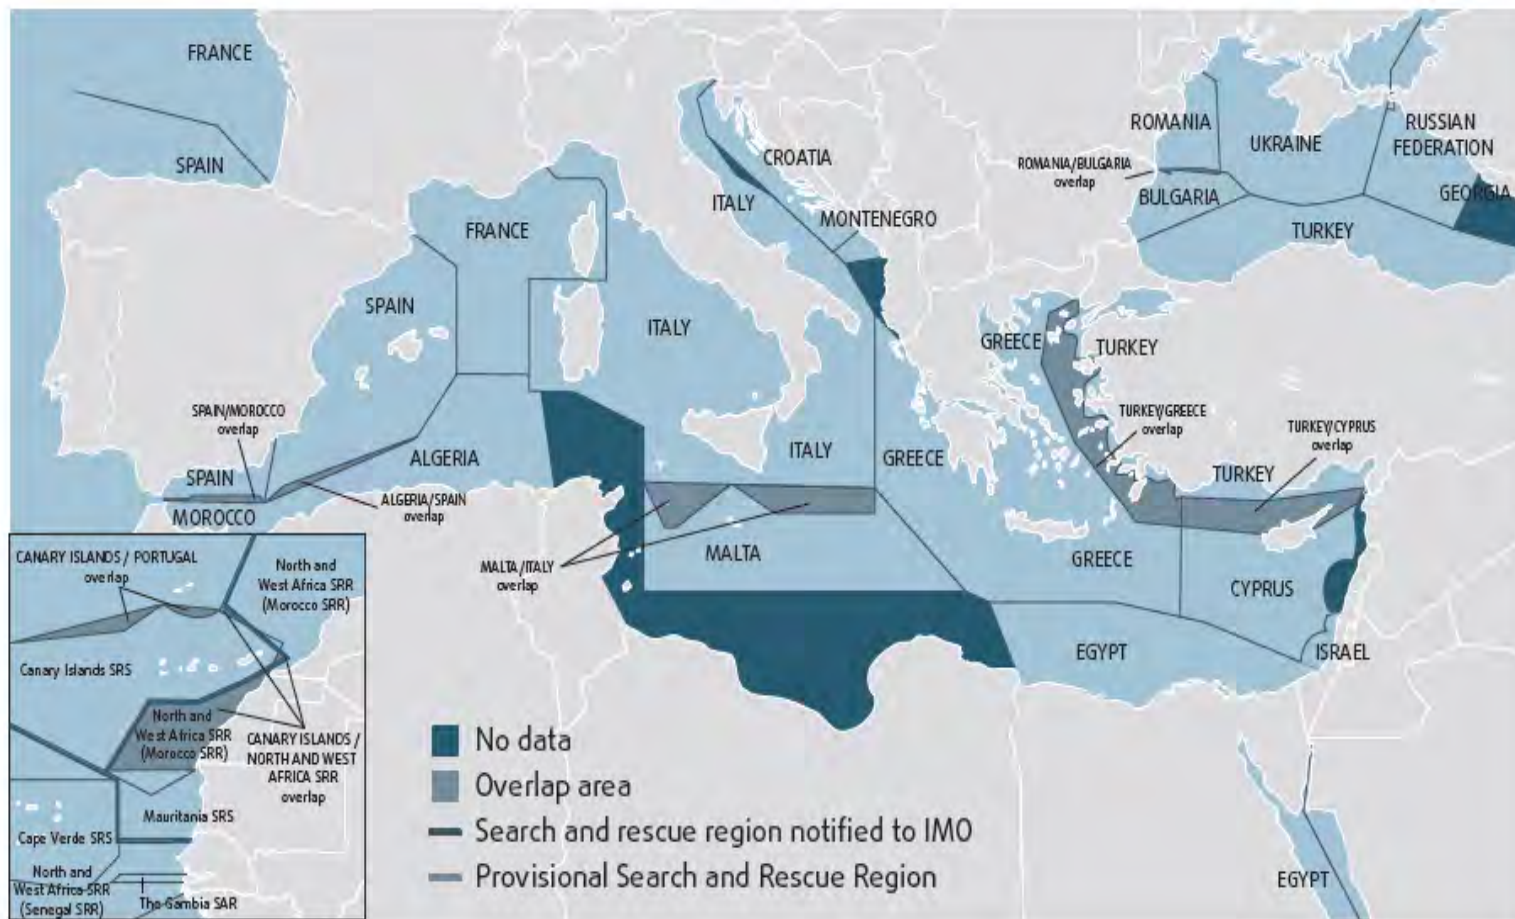 FRANCE
SPAIN
FRANCE
SPAIN
ITALY
CROATIA
ITALY
MONTENEGRO
ROMANIA
UKRAINE
RUSSIAN
FEDERATION
ROMANIA/BULGARIA
overlap
BULGARIA
GEORGIA
TURKEY
GREECE
TURKEY
SPAIN/MOROCCO
overlap
TURKEY/GREECE
overlap
TURKEY/CYPRUS
overlap
SPAIN
ALGERIA
ITALY
GREECE
TURKEY
MOROCCO
ALGERIA/SPAIN
overlap
MALTA/ITALY
overlap
MALTA
GREECE
CYPRUS
EGYPT
ISRAEL
EGYPT
CANARY ISLANDS / PORTUGAL
overlap
North and
West Africa SRR
(Morocco SRR)
Canary Islands SRS
North and
West Africa SRR
(Morocco SRR)
CANARY ISLANDS /
NORTH AND WEST
AFRICA SRR
overlap
Mauritania SRS
Cape Verde SRS
North and
West Africa SRR
(Senegal SRR)
The Gambia SAR
No data
Overlap area
Search and rescue region notified to IMO
Provisional Search and Rescue Region